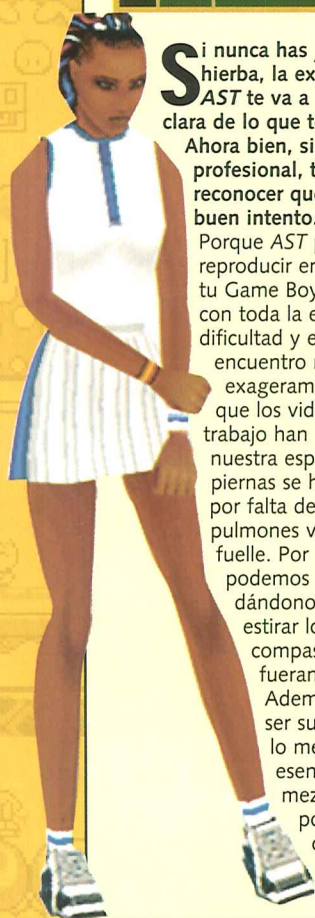 Si nunca has
hierba, la ex
AST te va a
clara de lo que t
Ahora bien, si
profesional, t
reconocer que
buen intento.
Porque AST p
reproducir en
tu Game Boy
con toda la e
dificultad y e
encuentro
exageram
que los vid
trabajo han
nuestra esp
piernas se h
por falta de
pulmones v
fuelle. Por
podemos
dándono
estirar lo
compas
fueran
Adem
ser su
lo me
esen
mez
po